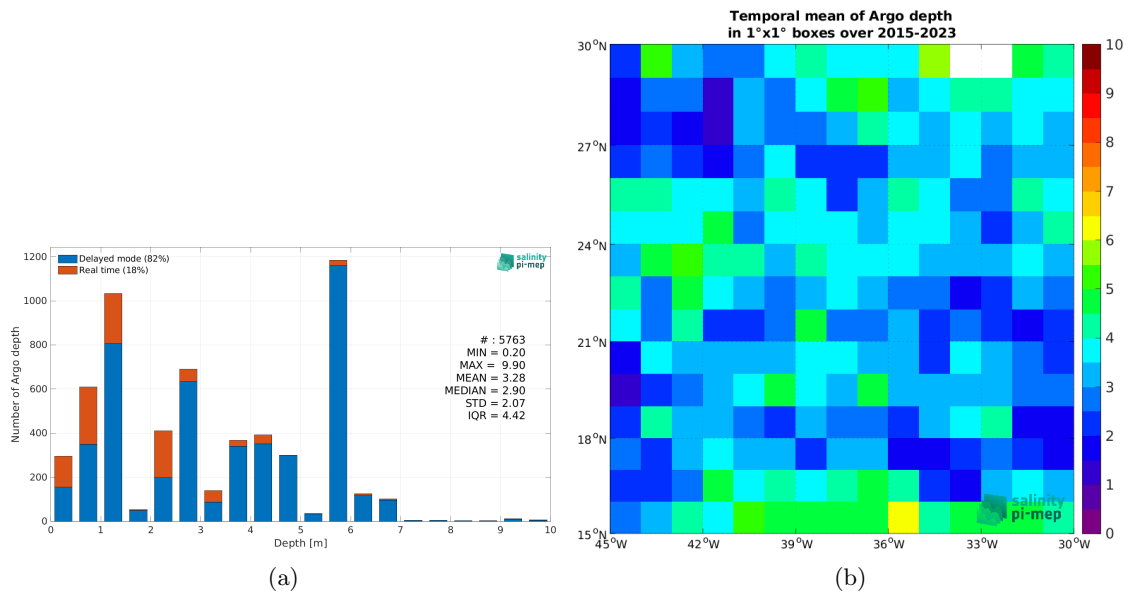 1200
1000
800
600
400
200
0
Number of Argo depth
Delayed mode (82%)
Real time (18%)
salinity
pi-mep
# : 5763
MIN = 0.20
MAX = 9.90
MEAN = 3.28
MEDIAN = 2.90
STD = 2.07
IQR = 4.42
0 1 2 3 4 5 6 7 8 9 10
Depth [m]
(a)
Temporal mean of Argo depth
in 1°x1° boxes over 2015-2023
30°N
27°N
24°N
21°N
18°N
15°N
45°W 42°W 39°W 36°W 33°W 30°W
salinity
pi-mep
10
9
8
7
6
5
4
3
2
1
0
(b)